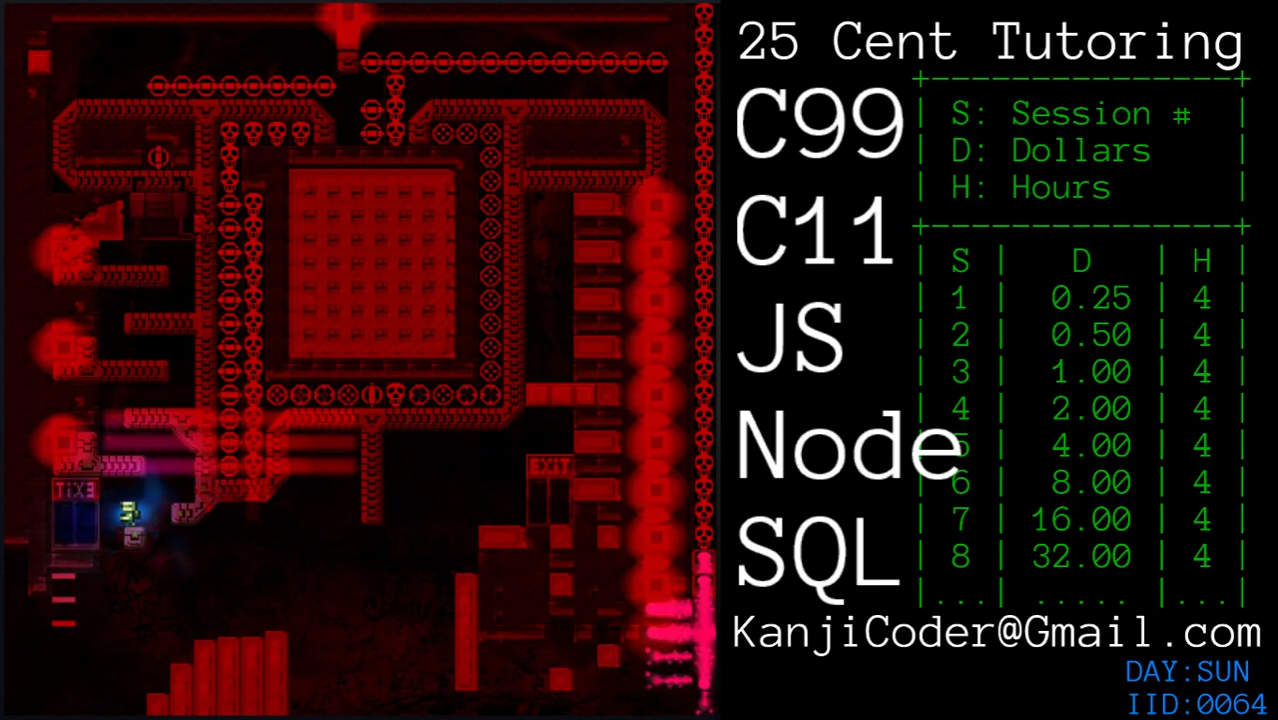 25 Cent Tutoring
+----------------+
C99
| S: Session # |
| D: Dollars |
| H: Hours |
C11
+----------------+
| S | D | H |
| 1 | 0.25 | 4 |
JS
| 2 | 0.50 | 4 |
| 3 | 1.00 | 4 |
| 4 | 2.00 | 4 |
Node
| 5 | 4.00 | 4 |
| 6 | 8.00 | 4 |
| 7 | 16.00 | 4 |
SQL
| 8 | 32.00 | 4 |
|...| ..... |...|
KanjiCoder@Gmail.com
DAY:SUN
IID:0064
EXiT
TiXE